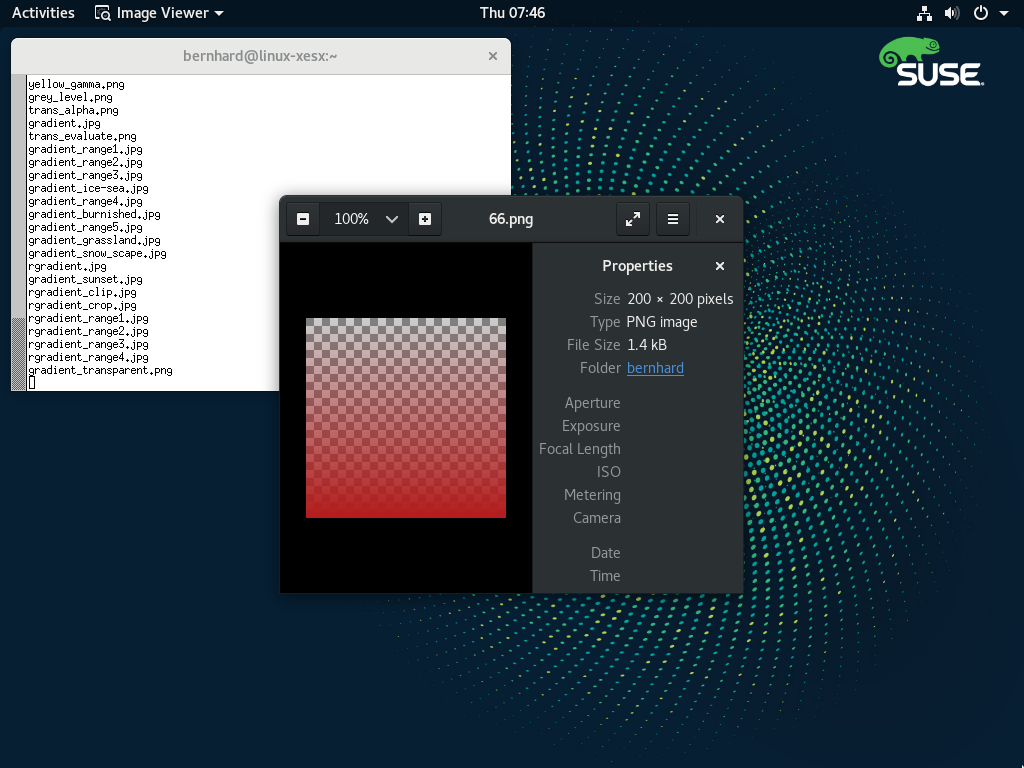 Activities Image Viewer Thu 07:46
SUSE
bernhard@linux-xesx:~
yellow_gamma.png
grey_level.png
trans_alpha.png
gradient.jpg
trans_evaluate.png
gradient_range1.jpg
gradient_range2.jpg
gradient_range3.jpg
gradient_ice-sea.jpg
gradient_range4.jpg
gradient_burnished.jpg
gradient_range5.jpg
gradient_grassland.jpg
gradient_snow_scape.jpg
rgradient.jpg
gradient_sunset.jpg
rgradient_clip.jpg
rgradient_crop.jpg
rgradient_range1.jpg
rgradient_range2.jpg
rgradient_range3.jpg
rgradient_range4.jpg
gradient_transparent.png
100% 66.png
Properties
Size 200 × 200 pixels
Type PNG image
File Size 1.4 kB
Folder bernhard
Aperture
Exposure
Focal Length
ISO
Metering
Camera
Date
Time